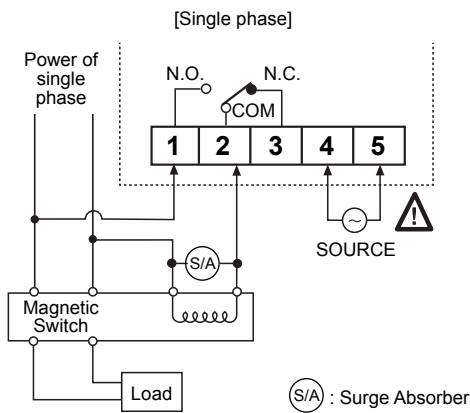 [Single phase]
Power of
single
phase
N.O.
N.C.
COM
1 2 3 4 5
SOURCE
S/A
Magnetic
Switch
Load
S/A : Surge Absorber